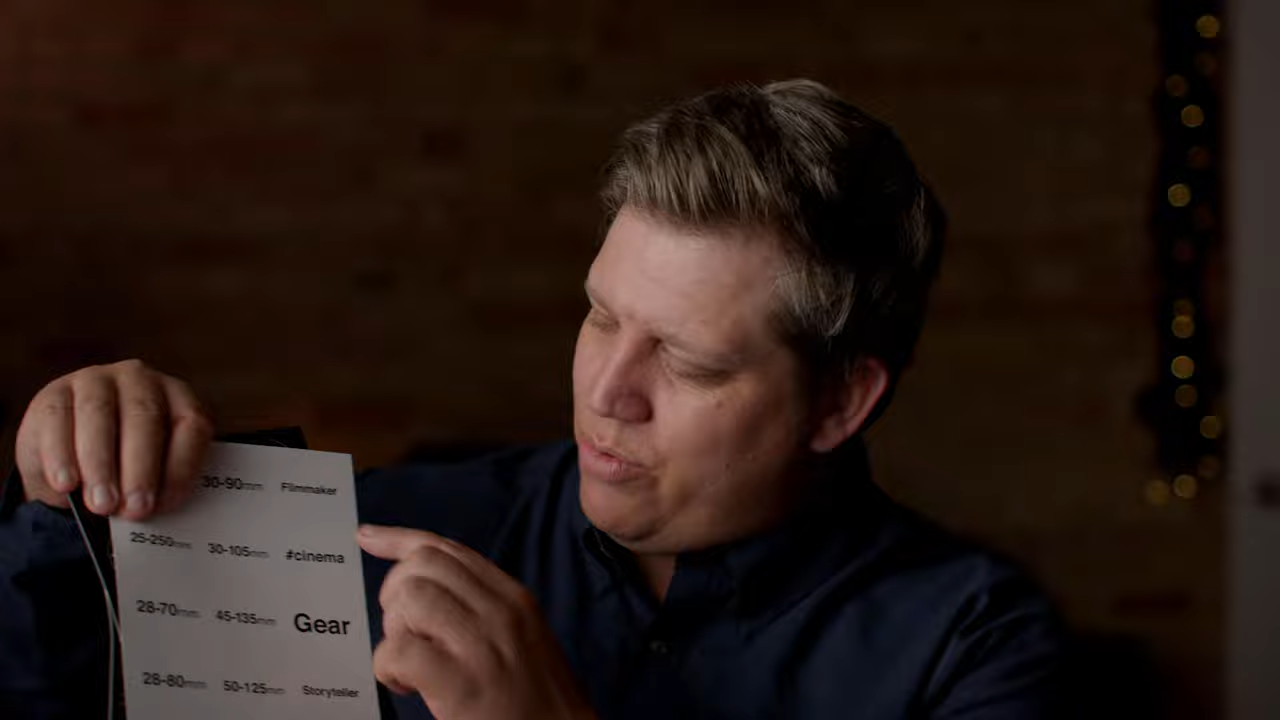 30-90mm Filmmaker
25-250mm 30-105mm #cinema
28-70mm 45-135mm Gear
28-80mm 50-125mm Storyteller